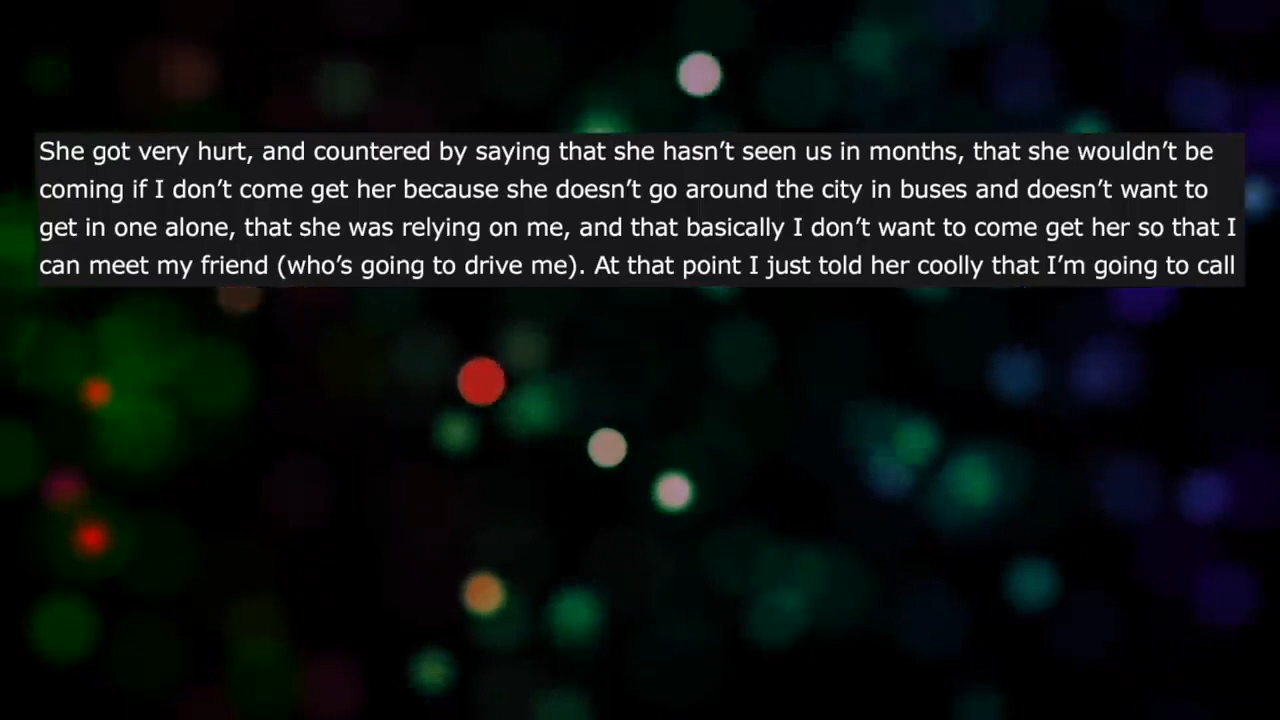 She got very hurt, and countered by saying that she hasn’t seen us in months, that she wouldn’t be
coming if I don’t come get her because she doesn’t go around the city in buses and doesn’t want to
get in one alone, that she was relying on me, and that basically I don’t want to come get her so that I
can meet my friend (who’s going to drive me). At that point I just told her coolly that I’m going to call